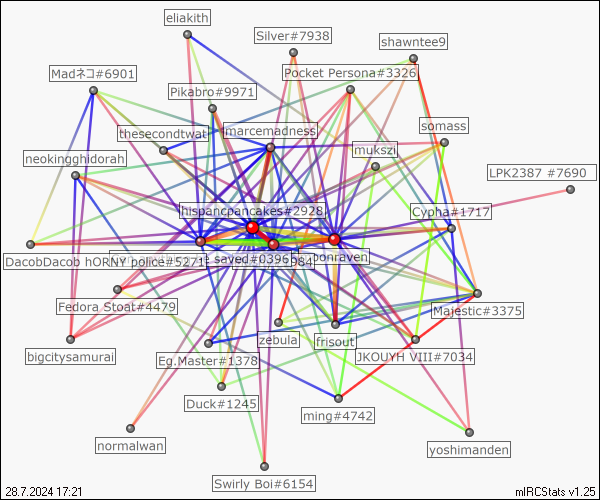 eliakith
Silver#7938
shawntee9
Madネコ#6901
Pocket Persona#3326
Pikabro#9971
thesecondtwat
marcemadness
somass
mukszi
neokingghidorah
LPK2387 #7690
hispancpancakes#2928
Cypha#1717
DacobDacob hORNY police#5271
saved#0396
984
onraven
Fedora Stoat#4479
Majestic#3375
zebula
frisout
bigcitysamurai
Eg.Master#1378
JKOUYH VIII#7034
Duck#1245
ming#4742
normalwan
yoshimanden
Swirly Boi#6154
28.7.2024 17:21
mIRCStats v1.25